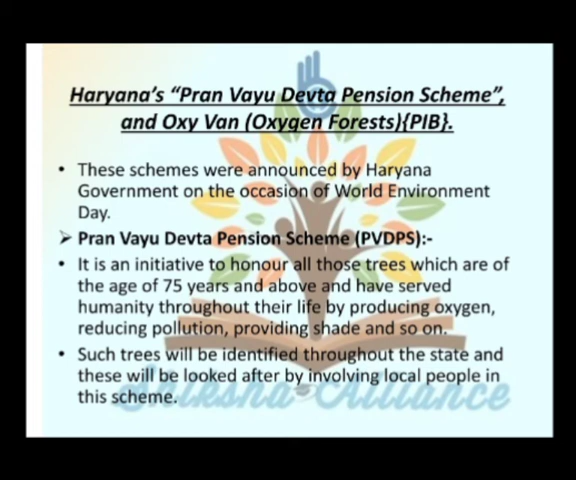 Haryana's "Pran Vayu Devta Pension Scheme",
and Oxy Van (Oxygen Forests){PIB}.
• These schemes were announced by Haryana
Government on the occasion of World Environment
Day.
➢ Pran Vayu Devta Pension Scheme (PVDPS):-
• It is an initiative to honour all those trees which are of
the age of 75 years and above and have served
humanity throughout their life by producing oxygen,
reducing pollution, providing shade and so on.
• Such trees will be identified throughout the state and
these will be looked after by involving local people in
this scheme.
Shiksha Alliance